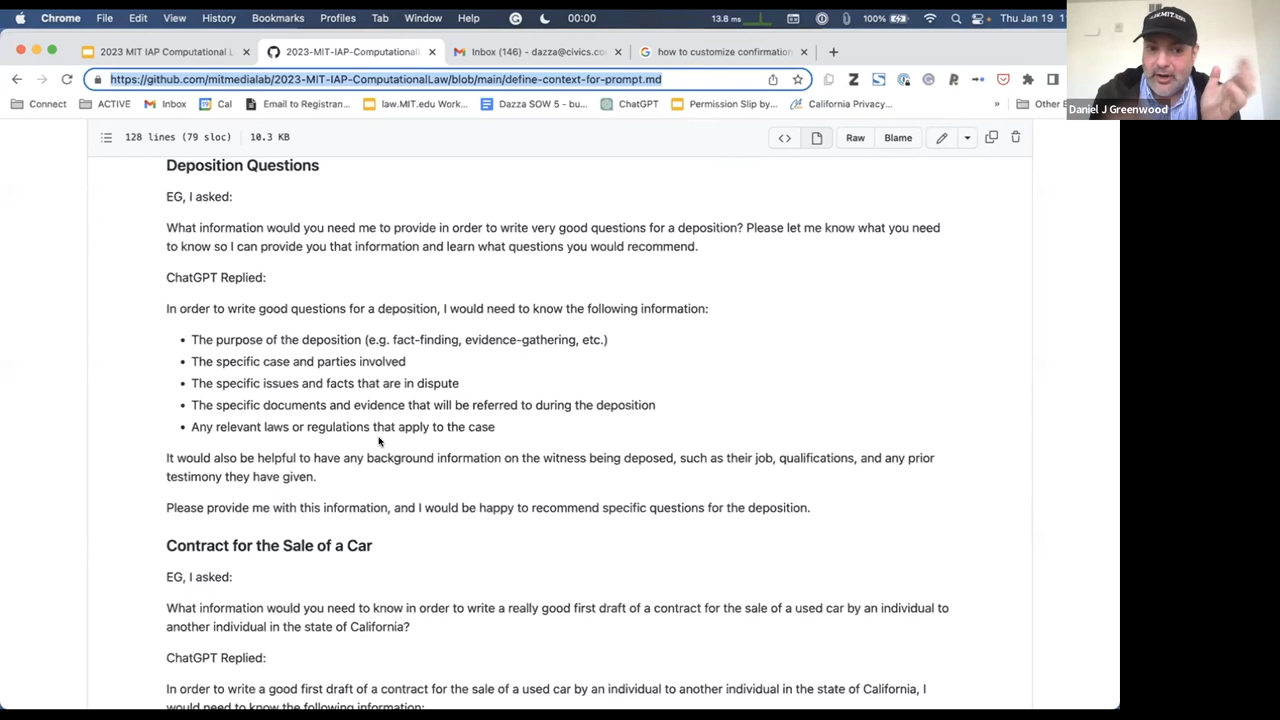 Chrome File Edit View History Bookmarks Profiles Tab Window Help 00:00 13.8 ms 100% Thu Jan 19
2023 MIT IAP Computational L
2023-MIT-IAP-Computational
Inbox (146) - dazza@civics.co
how to customize confirmation
https://github.com/mitmedialab/2023-MIT-IAP-ComputationalLaw/blob/main/define-context-for-prompt.md
Connect ACTIVE Inbox Cal Email to Registran... law.MIT.edu Work... Dazza SOW 5 - bu... ChatGPT Permission Slip by... California Privacy... » Other
Daniel J Greenwood
128 lines (79 sloc) 10.3 KB Raw Blame
Deposition Questions
EG, I asked:
What information would you need me to provide in order to write very good questions for a deposition? Please let me know what you need
to know so I can provide you that information and learn what questions you would recommend.
ChatGPT Replied:
In order to write good questions for a deposition, I would need to know the following information:
• The purpose of the deposition (e.g. fact-finding, evidence-gathering, etc.)
• The specific case and parties involved
• The specific issues and facts that are in dispute
• The specific documents and evidence that will be referred to during the deposition
• Any relevant laws or regulations that apply to the case
It would also be helpful to have any background information on the witness being deposed, such as their job, qualifications, and any prior
testimony they have given.
Please provide me with this information, and I would be happy to recommend specific questions for the deposition.
Contract for the Sale of a Car
EG, I asked:
What information would you need to know in order to write a really good first draft of a contract for the sale of a used car by an individual to
another individual in the state of California?
ChatGPT Replied:
In order to write a good first draft of a contract for the sale of a used car by an individual to another individual in the state of California, I
would need to know the following information: